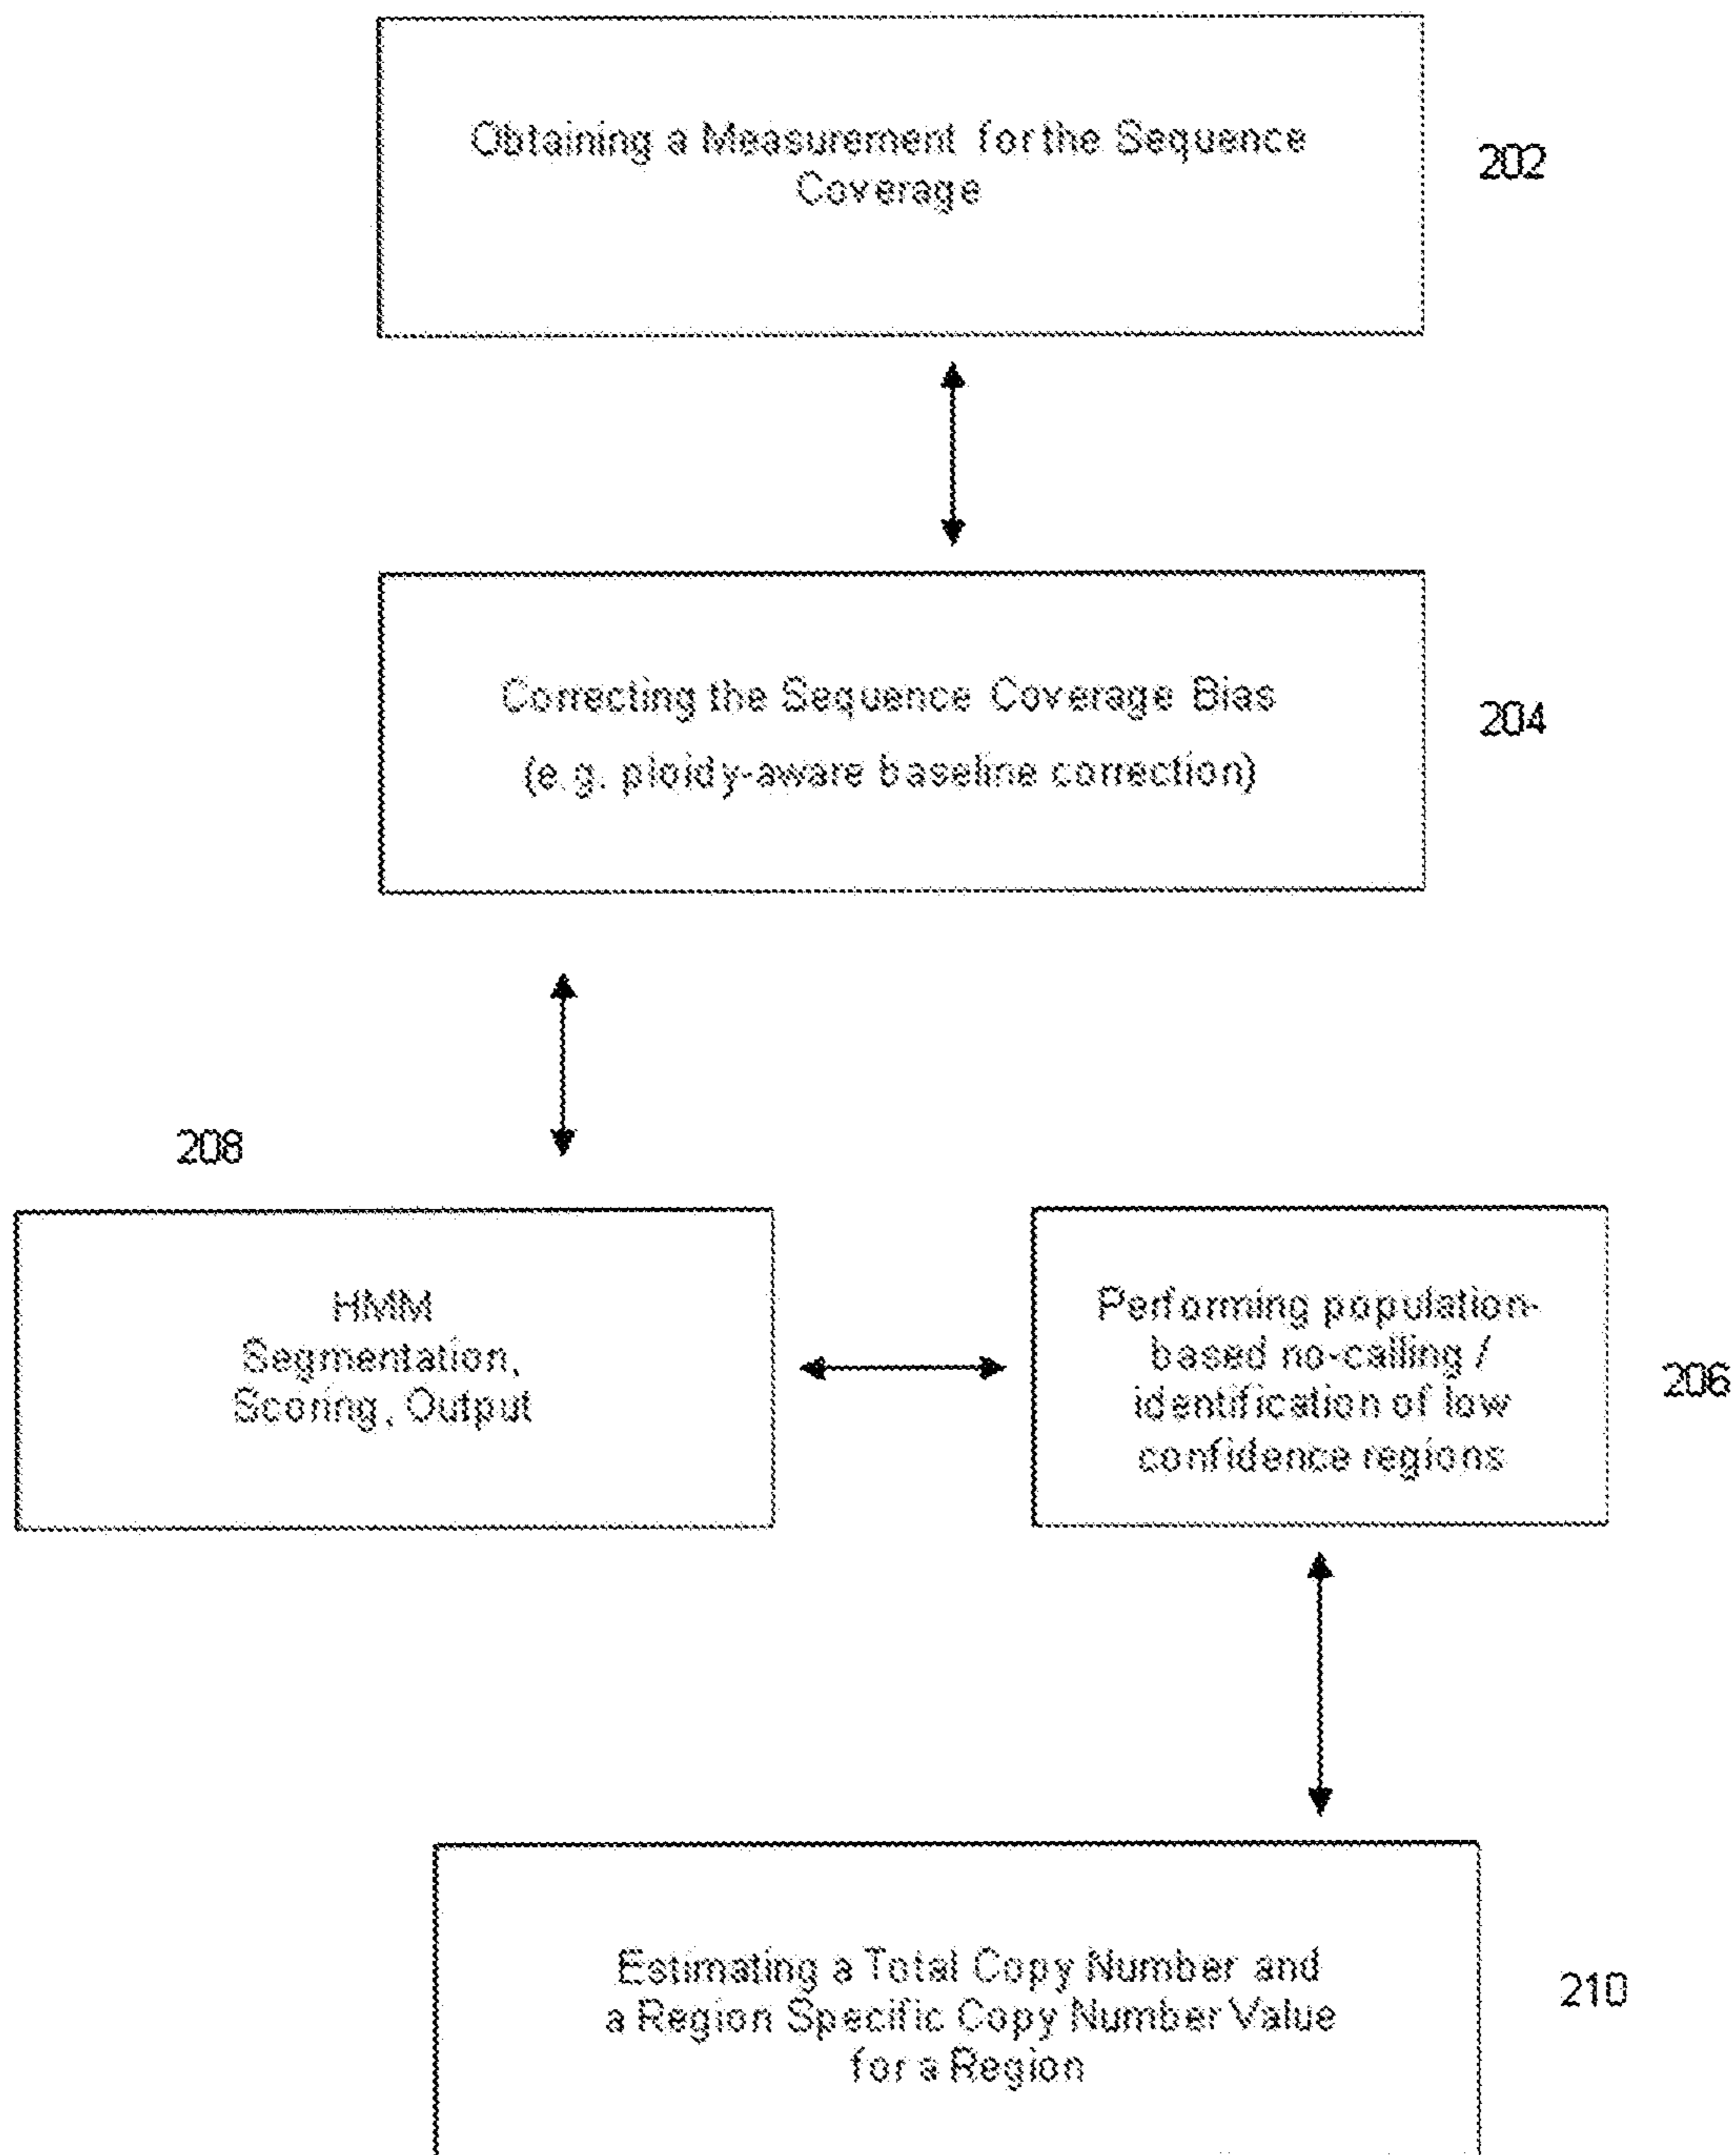 Obtaining a Measurement for the Sequence
Coverage
202
Correcting the Sequence Coverage Bias
(e.g. ploidy-aware baseline correction)
204
208
HMM
Segmentation,
Scoring, Output
Performing population-
based no-calling /
identification of low
confidence regions
206
Estimating a Total Copy Number and
a Region Specific Copy Number Value
for a Region
210